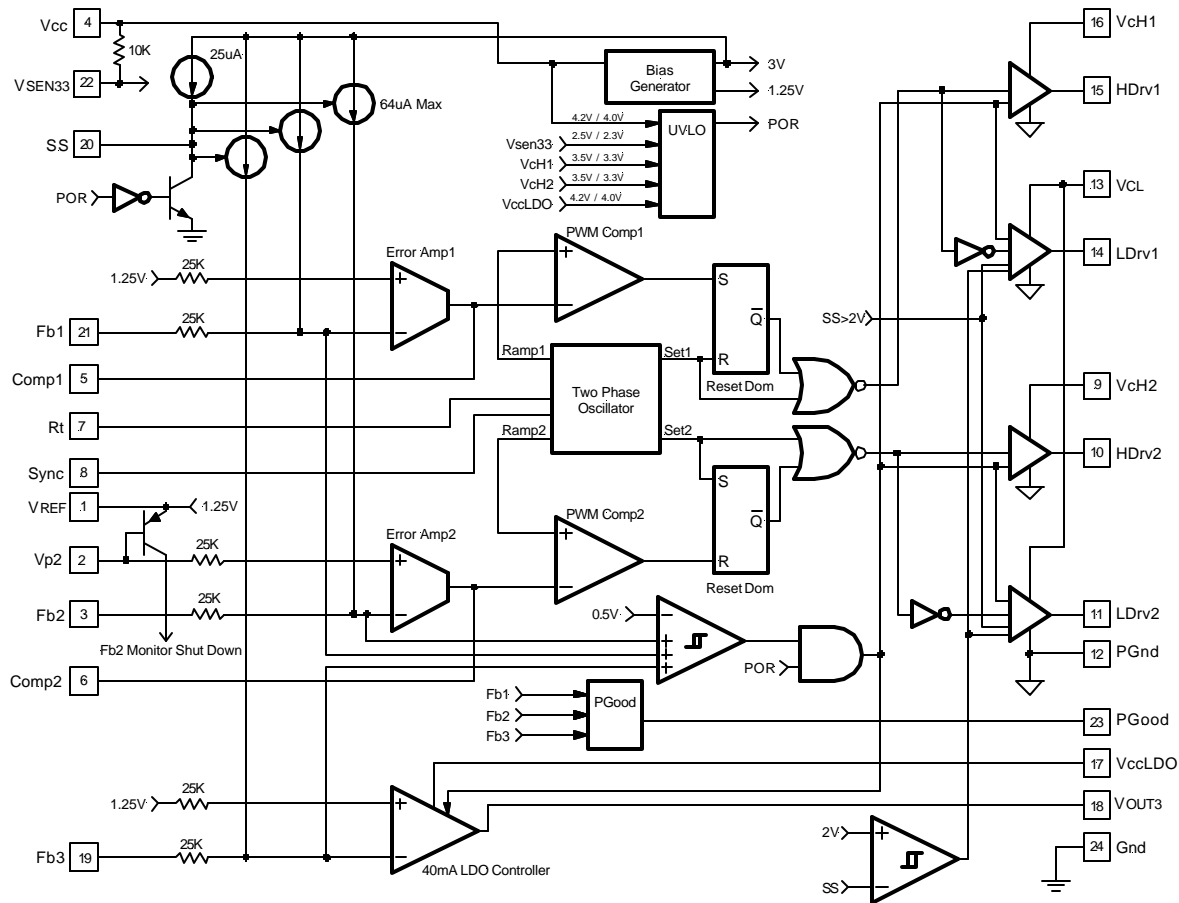 Vcc 4
10K
25uA
VSEN33 22
64uA Max
SS 20
POR
Bias Generator
3V
1.25V
UVLO
POR
4.2V / 4.0V
Vsen33 2.5V / 2.3V
VcH1 3.5V / 3.3V
VcH2 3.5V / 3.3V
VccLDO 4.2V / 4.0V
16 VcH1
15 HDrv1
13 VCL
14 LDrv1
SS>2V
9 VcH2
10 HDrv2
11 LDrv2
12 PGnd
23 PGood
17 VccLDO
18 VOUT3
24 Gnd
1.25V
25K
Error Amp1
+
−
PWM Comp1
+
−
S
Q
R
Reset Dom
Fb1 21
25K
Comp1 5
Rt 7
Sync 8
Ramp1
Set1
Two Phase Oscillator
Ramp2
Set2
VREF 1
1.25V
Vp2 2
25K
Error Amp2
+
−
PWM Comp2
+
−
S
Q
R
Reset Dom
Fb2 3
25K
Fb2 Monitor Shut Down
Comp2 6
0.5V
−
+
+
+
POR
Fb1
Fb2
Fb3
PGood
1.25V
25K
+
−
40mA LDO Controller
Fb3 19
25K
2V
+
SS
−